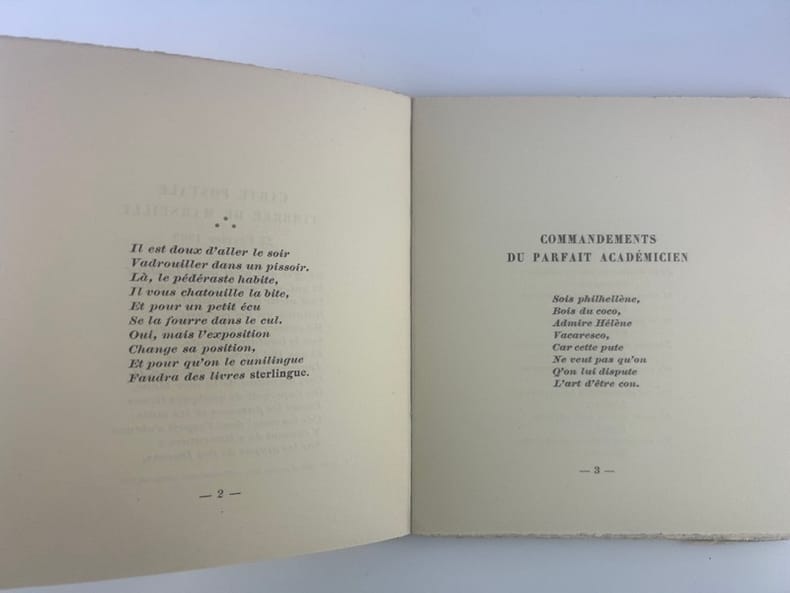 Il est doux d'aller le soir
Vadrouiller dans un pissoir.
Là, le pédéraste habite,
Il vous chatouille la bite,
Et pour un petit écu
Se la fourre dans le cul.
Oui, mais l'exposition
Change sa position,
Et pour qu'on le cunilingue
Faudra des livres sterlingue.
— 2 —
COMMANDEMENTS
DU PARFAIT ACADÉMICIEN
Sois philhellène,
Bois du coco,
Admire Hélène
Vacaresco,
Car cette pute
Ne veut pas qu'on
Q'on lui dispute
L'art d'être con.
— 3 —